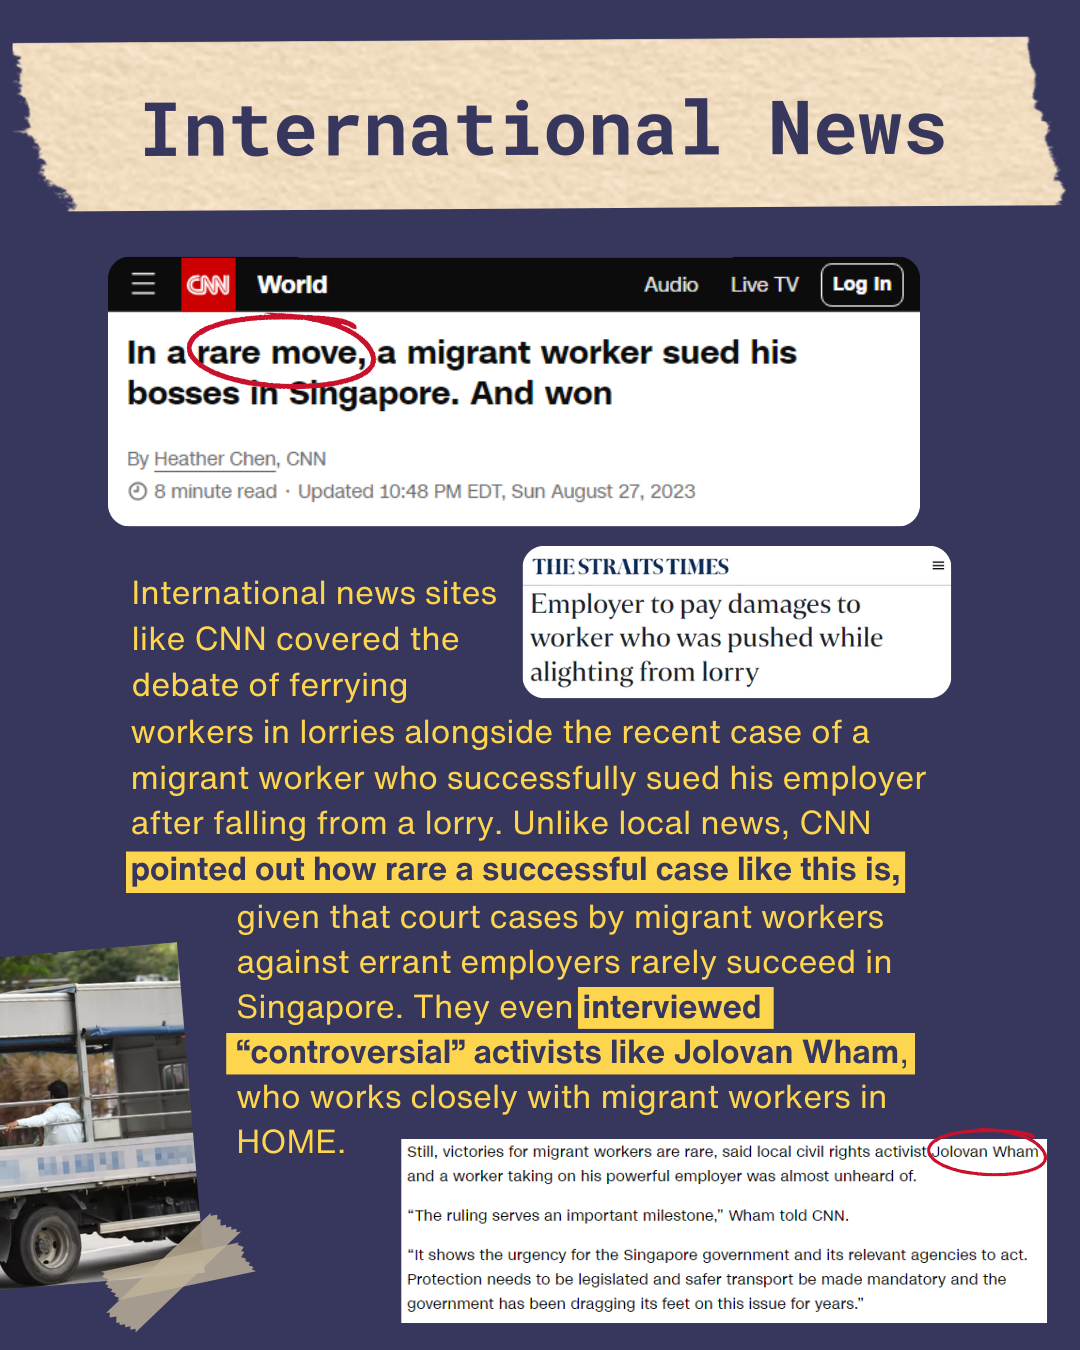 International News
CNN World Audio Live TV Log In
In a rare move, a migrant worker sued his
bosses in Singapore. And won
By Heather Chen, CNN
8 minute read · Updated 10:48 PM EDT, Sun August 27, 2023
THE STRAITS TIMES
Employer to pay damages to
worker who was pushed while
alighting from lorry
International news sites
like CNN covered the
debate of ferrying
workers in lorries alongside the recent case of a
migrant worker who successfully sued his employer
after falling from a lorry. Unlike local news, CNN
pointed out how rare a successful case like this is,
given that court cases by migrant workers
against errant employers rarely succeed in
Singapore. They even interviewed
“controversial” activists like Jolovan Wham,
who works closely with migrant workers in
HOME.
Still, victories for migrant workers are rare, said local civil rights activist Jolovan Wham
and a worker taking on his powerful employer was almost unheard of.
“The ruling serves an important milestone,” Wham told CNN.
“It shows the urgency for the Singapore government and its relevant agencies to act.
Protection needs to be legislated and safer transport be made mandatory and the
government has been dragging its feet on this issue for years.”